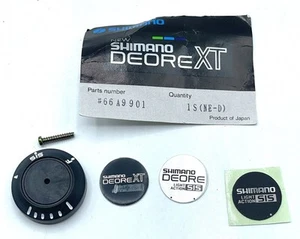 SHIMANO
NEW
SHIMANO
DEORE XT
Parts number
Quantity
#66A9901
1S(NE-D)
Product of Japan
SIS
F
SHIMANO
DEORE XT
SHIMANO
DEORE
LIGHT
ACTION SIS
SHIMANO
LIGHT
ACTION SIS